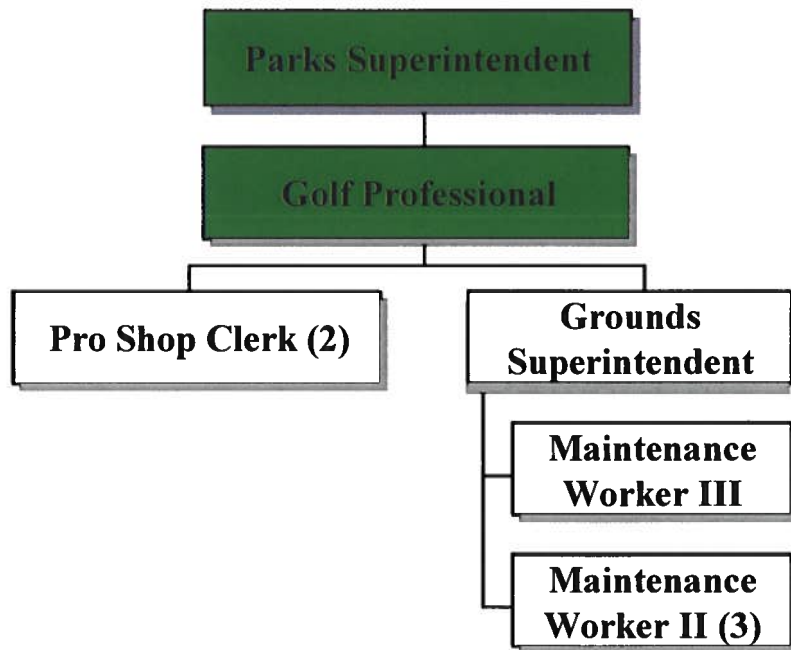 Parks Superintendent
Golf Professional
Pro Shop Clerk (2)
Grounds
Superintendent
Maintenance
Worker III
Maintenance
Worker II (3)